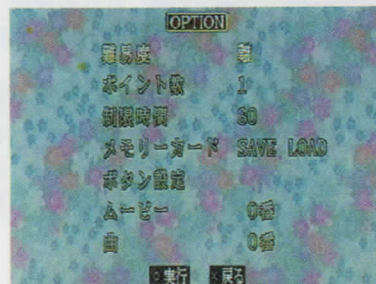 OPTION
難易度 難
ポイント数 1
制限時間 60
メモリーカード SAVE LOAD
ボタン設定
ムービー 0番
曲 0番
○実行 ×戻る